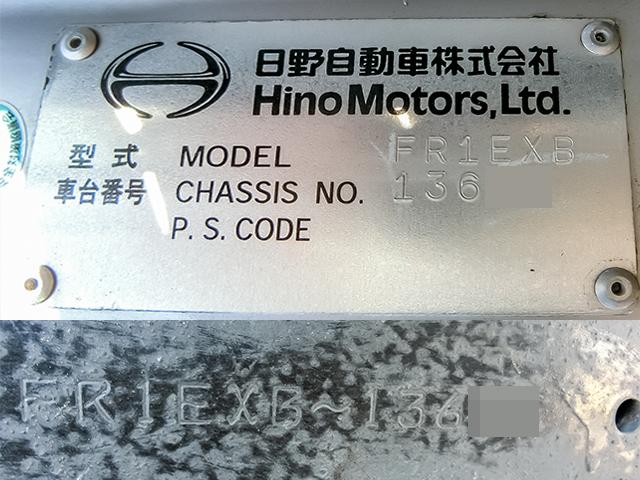 日野自動車株式会社
Hino Motors, Ltd.
型式 MODEL FR1EXB
車台番号 CHASSIS NO. 136
P. S. CODE
FR1EXB~136